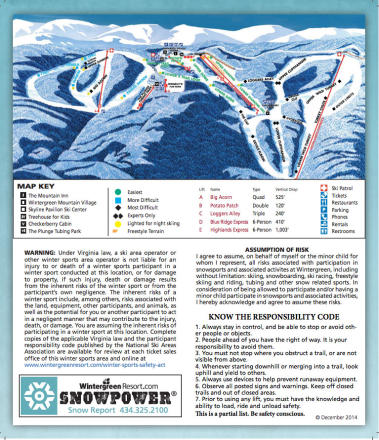 MAP KEY
1 The Mountain Inn
2 Wintergreen Mountain Village
3 Skyline Pavilion Ski Center
4 Treehouse for Kids
5 Checkerberry Cabin
6 The Plunge Tubing Park
Easiest
More Difficult
Most Difficult
Experts Only
Lighted for night skiing
Freestyle Terrain
Lift Name Type Vertical Drop
A Big Acorn Quad 525'
B Potato Patch Double 120'
C Loggers Alley Triple 240'
D Blue Ridge Express 6-Person 410'
E Highlands Express 6-Person 1,003'
Ski Patrol
Tickets
Restaurants
Parking
Phones
Rentals
Restrooms
WARNING: Under Virginia law, a ski area operator or
other winter sports area operator is not liable for an
injury to or death of a winter sports participant in a
winter sport conducted at this location, or for damage
to property, if such injury, death or damage results
from the inherent risks of the winter sport or from the
participant's own negligence. The inherent risks of a
winter sport include, among others, risks associated with
the land, equipment, other participants, and animals, as
well as the potential for you or another participant to act
in a negligent manner that may contribute to the injury,
death, or damage. You are assuming the inherent risks of
participating in a winter sport at this location. Complete
copies of the applicable Virginia law and the participant
responsibility code published by the National Ski Areas
Association are available for review at each ticket sales
office of this winter sports area and online at
www.wintergreenresort.com/winter-sports-safety-act
WintergreenResort.com
SNOWPOWER
Snow Report 434.325.2100
ASSUMPTION OF RISK
I agree to assume, on behalf of myself or the minor child for
whom I represent, all risks associated with participation in
snowsports and associated activities at Wintergreen, including
without limitation: skiing, snowboarding, ski racing, freestyle
skiing and riding, tubing and other snow related sports. In
consideration of being allowed to participate and/or having a
minor child participate in snowsports and associated activities,
I hereby acknowledge and agree to assume these risks.
KNOW THE RESPONSIBILITY CODE
1. Always stay in control, and be able to stop or avoid oth-
er people or objects.
2. People ahead of you have the right of way. It is your
responsibility to avoid them.
3. You must not stop where you obstruct a trail, or are not
visible from above.
4. Whenever starting downhill or merging into a trail, look
uphill and yield to others.
5. Always use devices to help prevent runaway equipment.
6. Observe all posted signs and warnings. Keep off closed
trails and out of closed areas.
7. Prior to using any lift, you must have the knowledge and
ability to load, ride and unload safely.
This is a partial list. Be safety conscious.
© December 2014